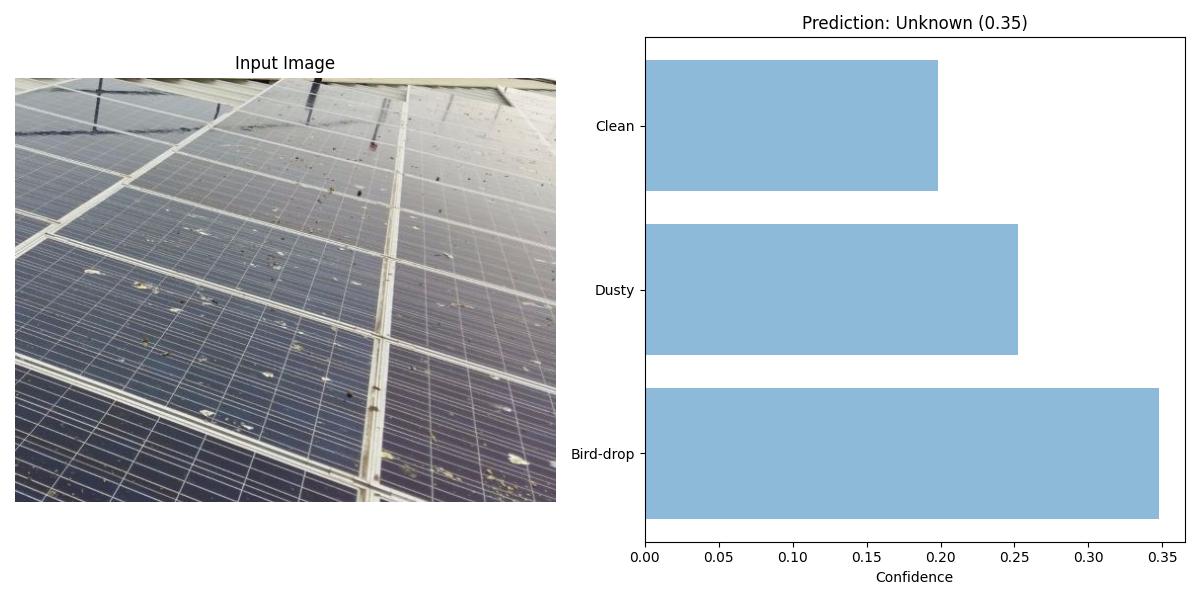 Input Image
Prediction: Unknown (0.35)
Clean
Dusty
Bird-drop
0.00 0.05 0.10 0.15 0.20 0.25 0.30 0.35
Confidence